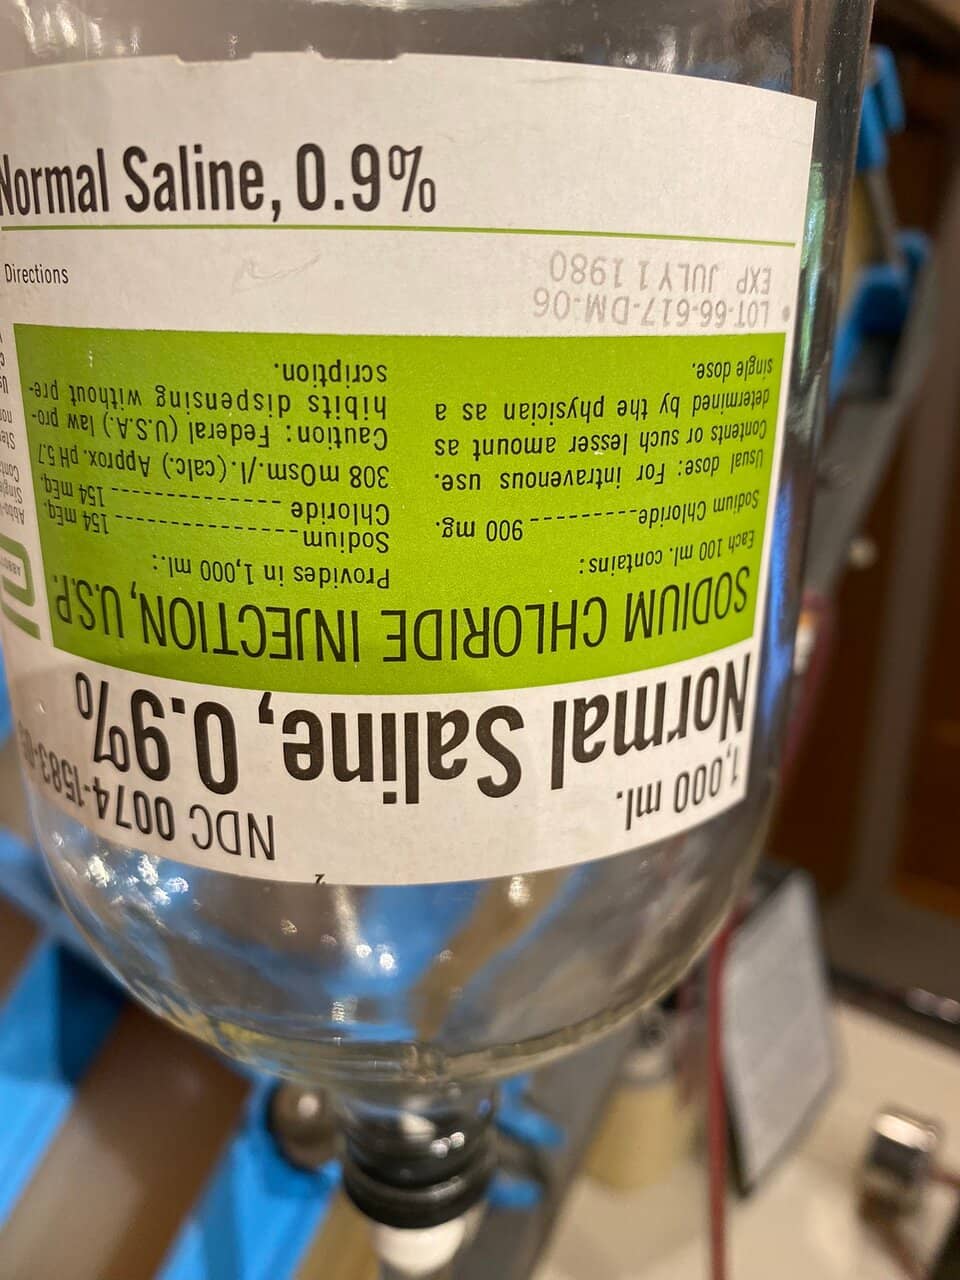 Normal Saline, 0.9%
Directions
1,000 ml.
NDC 0074-1583-0
Normal Saline, 0.9%
SODIUM CHLORIDE INJECTION, U.S.P.
Each 100 ml. contains:
Sodium Chloride---------- 900 mg.
Usual dose: For intravenous use.
Contents or such lesser amount as
determined by the physician as a
single dose.
Provides in 1,000 ml.:
Sodium------------------- 154 mEq.
Chloride ------------------ 154 mEq.
308 mOsm./l. (calc.) Approx. pH 5.7
Caution: Federal (U.S.A.) law pro-
hibits dispensing without pre-
scription.
LOT-66-617-DM-06
EXP JULY 1 1980
ABBOTT